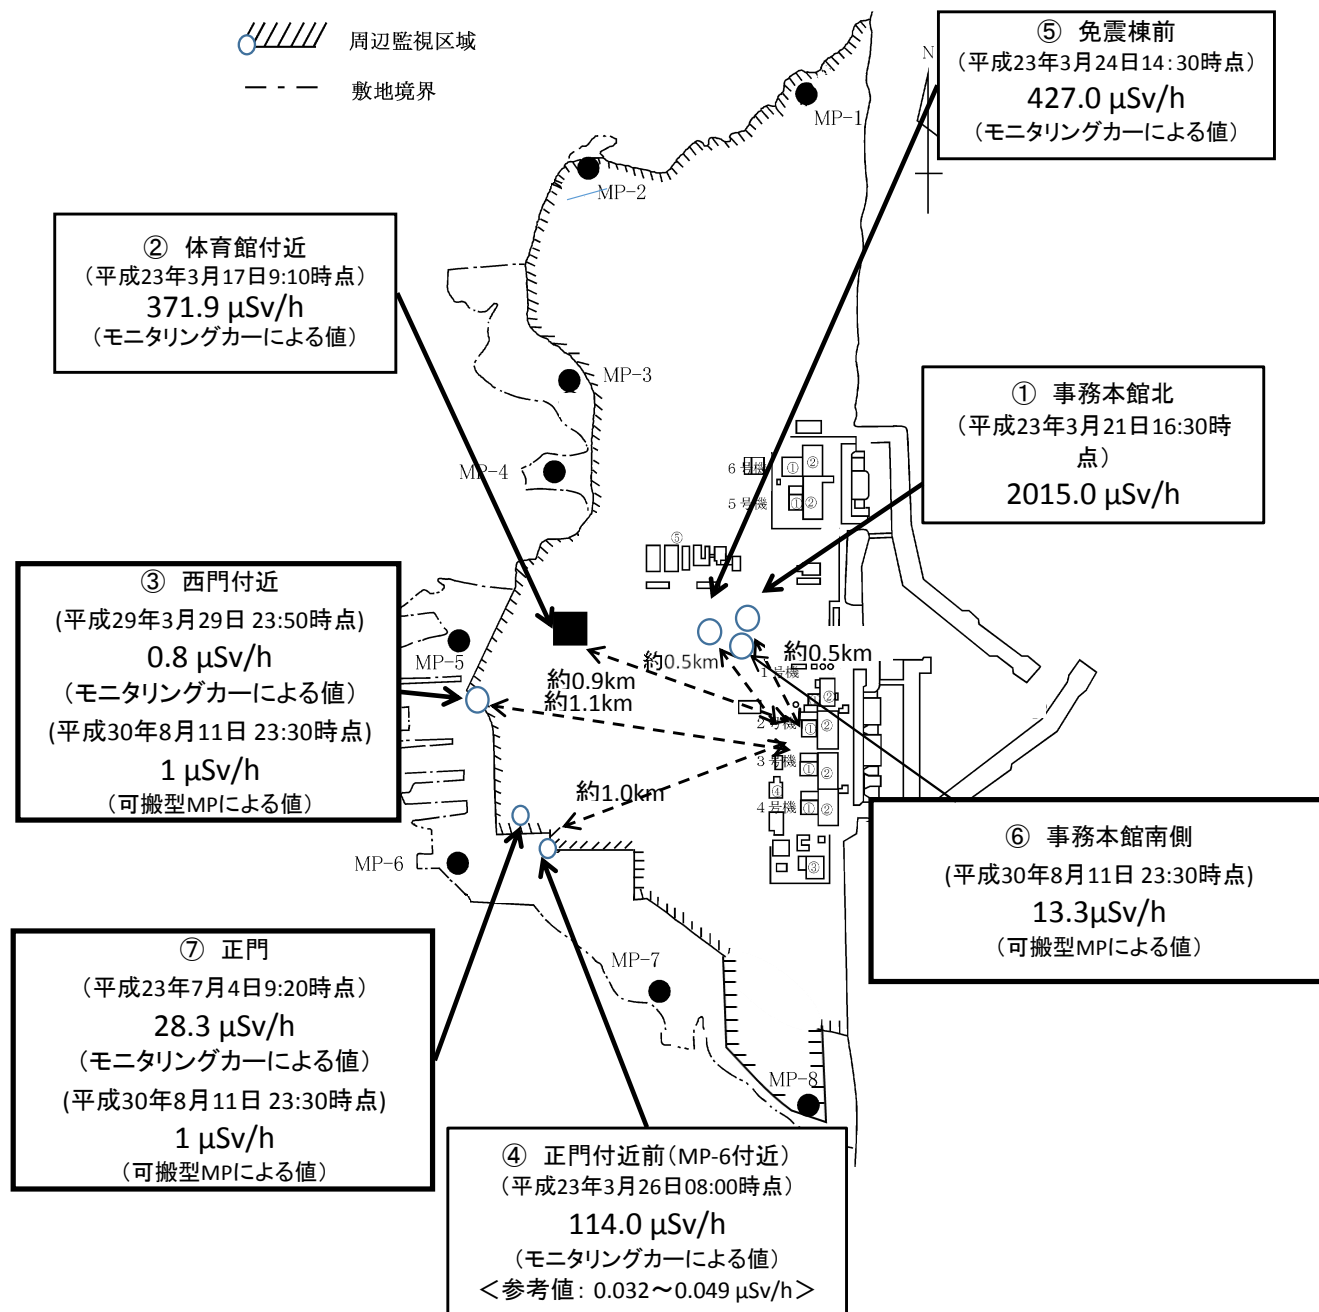 周辺監視区域
敷地境界
⑤ 免震棟前
（平成23年3月24日14：30時点）
427.0 μSv/h
（モニタリングカーによる値）
N
MP-1
MP-2
② 体育館付近
（平成23年3月17日9:10時点）
371.9 μSv/h
（モニタリングカーによる値）
MP-3
① 事務本館北
（平成23年3月21日16:30時
点）
2015.0 μSv/h
MP-4
6号機
① ②
5号機
① ②
⑤
③ 西門付近
(平成29年3月29日 23:50時点)
0.8 μSv/h
（モニタリングカーによる値）
(平成30年8月11日 23:30時点)
1 μSv/h
（可搬型MPによる値）
MP-5
約0.5km
約0.5km
約0.9km
約1.1km
1号機
②
2号機
① ②
3号機
① ②
④
4号機
① ②
③
約1.0km
MP-6
⑥ 事務本館南側
(平成30年8月11日 23:30時点)
13.3μSv/h
（可搬型MPによる値）
⑦ 正門
（平成23年7月4日9:20時点）
28.3 μSv/h
（モニタリングカーによる値）
(平成30年8月11日 23:30時点)
1 μSv/h
（可搬型MPによる値）
MP-7
MP-8
④ 正門付近前（MP-6付近）
（平成23年3月26日08:00時点）
114.0 μSv/h
（モニタリングカーによる値）
＜参考値： 0.032～0.049 μSv/h＞